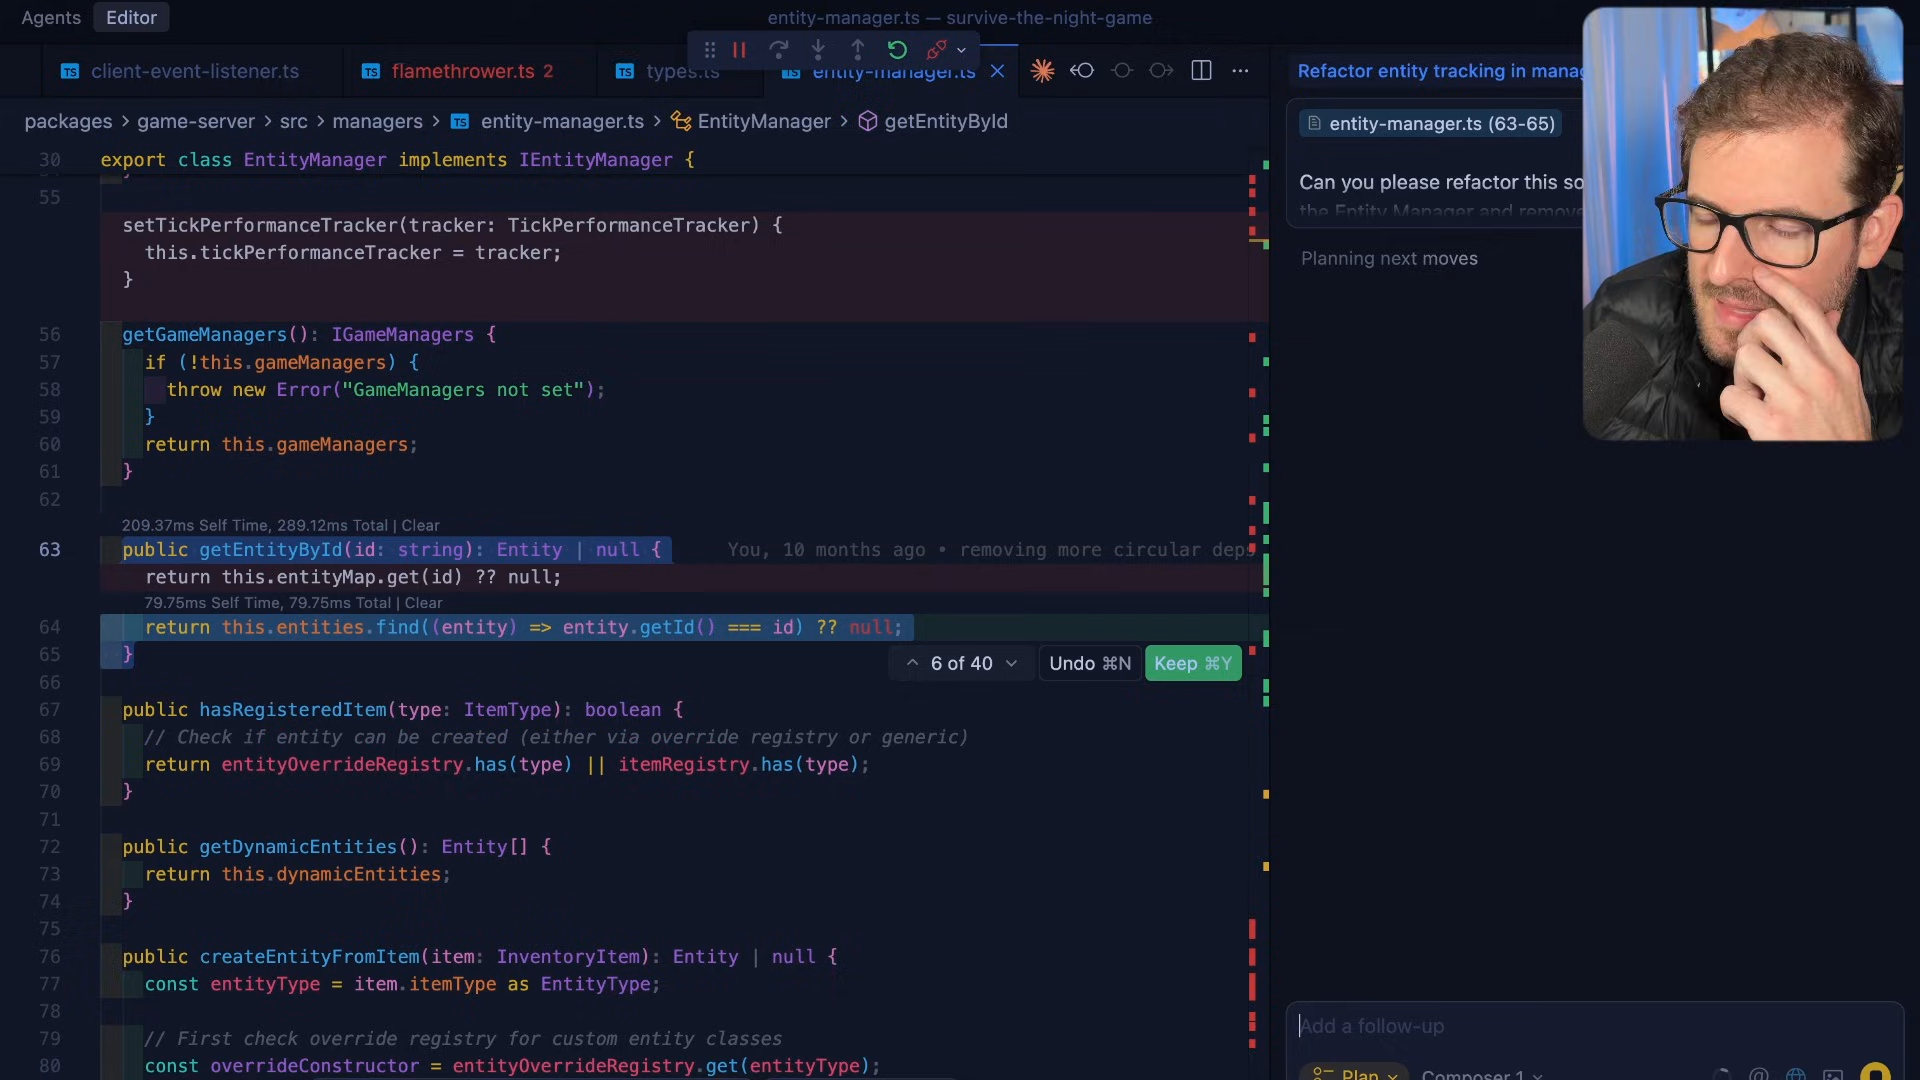 Agents Editor
entity-manager.ts — survive-the-night-game
client-event-listener.ts
flamethrower.ts 2
types.ts
entity-manager.ts
packages > game-server > src > managers > entity-manager.ts > EntityManager > getEntityById
30 export class EntityManager implements IEntityManager {
55
setTickPerformanceTracker(tracker: TickPerformanceTracker) {
this.tickPerformanceTracker = tracker;
}
56 getGameManagers(): IGameManagers {
57 if (!this.gameManagers) {
58 throw new Error("GameManagers not set");
59 }
60 return this.gameManagers;
61 }
62
209.37ms Self Time, 289.12ms Total | Clear
63 public getEntityById(id: string): Entity | null { You, 10 months ago • removing more circular deps
return this.entityMap.get(id) ?? null;
79.75ms Self Time, 79.75ms Total | Clear
64 return this.entities.find((entity) => entity.getId() === id) ?? null;
65 }
6 of 40 Undo ⌘N Keep ⌘Y
66
67 public hasRegisteredItem(type: ItemType): boolean {
68 // Check if entity can be created (either via override registry or generic)
69 return entityOverrideRegistry.has(type) || itemRegistry.has(type);
70 }
71
72 public getDynamicEntities(): Entity[] {
73 return this.dynamicEntities;
74 }
75
76 public createEntityFromItem(item: InventoryItem): Entity | null {
77 const entityType = item.itemType as EntityType;
78
79 // First check override registry for custom entity classes
80 const overrideConstructor = entityOverrideRegistry.get(entityType);
Refactor entity tracking in manag
entity-manager.ts (63-65)
Can you please refactor this so
the Entity Manager and remove
Planning next moves
Add a follow-up
Plan Composer 1